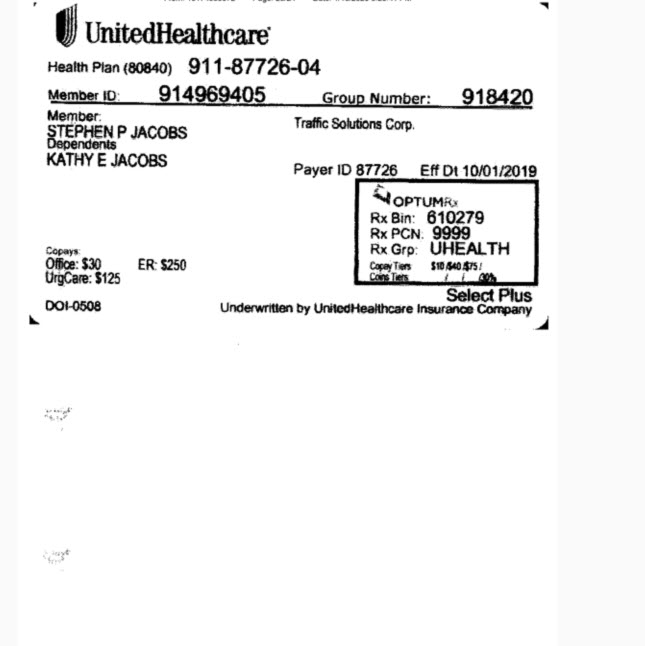 UnitedHealthcare
Health Plan (80840) 911-87726-04
Member ID: 914969405 Group Number: 918420
Member: Traffic Solutions Corp.
STEPHEN P JACOBS
Dependents
KATHY E JACOBS
Payer ID 87726 Eff Dt 10/01/2019
OPTUMRx
Rx Bin: 610279
Rx PCN: 9999
Rx Grp: UHEALTH
Copays:
Office: $30 ER: $250
UrgCare: $125
Copay Tiers $10/$40/$75/
Coins Tiers / / /30%
Select Plus
DOI-0508 Underwritten by UnitedHealthcare Insurance Company